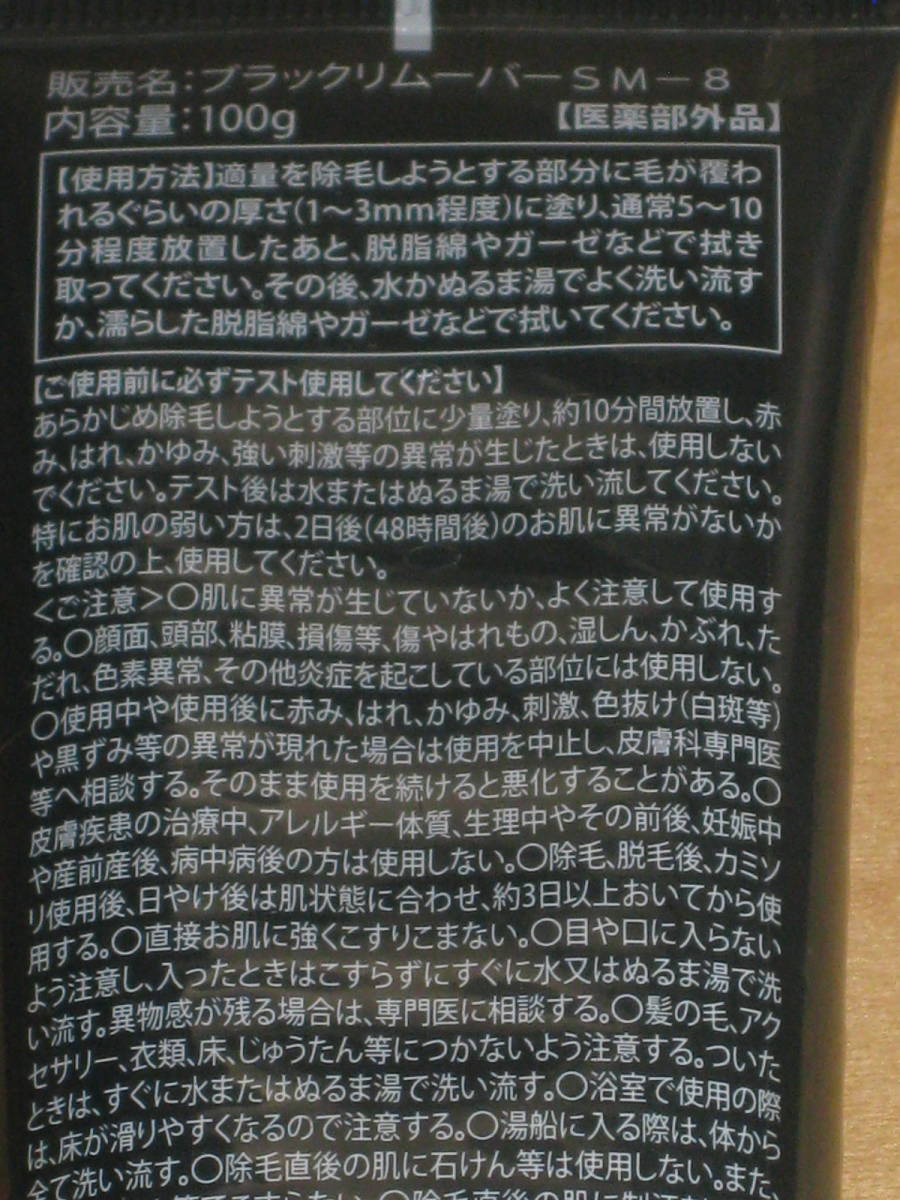 販売名:ブラックリムーバーSM-8
内容量:100g 【医薬部外品】
【使用方法】適量を除毛しようとする部分に毛が覆わ
れるぐらいの厚さ(1〜3mm程度)に塗り、通常5〜10
分程度放置したあと、脱脂綿やガーゼなどで拭き
取ってください。その後、水かぬるま湯でよく洗い流す
か、濡らした脱脂綿やガーゼなどで拭いてください。
【ご使用前に必ずテスト使用してください】
あらかじめ除毛しようとする部位に少量塗り、約10分間放置し、赤
み、はれ、かゆみ、強い刺激等の異常が生じたときは、使用しない
でください。テスト後は水またはぬるま湯で洗い流してください。
特にお肌の弱い方は、2日後(48時間後)のお肌に異常がないか
を確認の上、使用してください。
<ご注意>〇肌に異常が生じていないか、よく注意して使用す
る。〇顔面、頭部、粘膜、損傷等、傷やはれもの、湿しん、かぶれ、た
だれ、色素異常、その他炎症を起こしている部位には使用しない。
〇使用中や使用後に赤み、はれ、かゆみ、刺激、色抜け(白斑等)
や黒ずみ等の異常が現れた場合は使用を中止し、皮膚科専門医
等へ相談する。そのまま使用を続けると悪化することがある。〇
皮膚疾患の治療中、アレルギー体質、生理中やその前後、妊娠中
や産前産後、病中病後の方は使用しない。〇除毛、脱毛後、カミソ
リ使用後、日やけ後は肌状態に合わせ、約3日以上おいてから使
用する。〇直接お肌に強くこすりこまない。〇目や口に入らない
よう注意し、入ったときはこすらずにすぐに水又はぬるま湯で洗
い流す。異物感が残る場合は、専門医に相談する。〇髪の毛、アク
セサリー、衣類、床、じゅうたん等につかないよう注意する。ついた
ときは、すぐに水またはぬるま湯で洗い流す。〇浴室で使用の際
は、床が滑りやすくなるので注意する。〇湯船に入る際は、体から
全て洗い流す。〇除毛直後の肌に石けん等は使用しない。また、